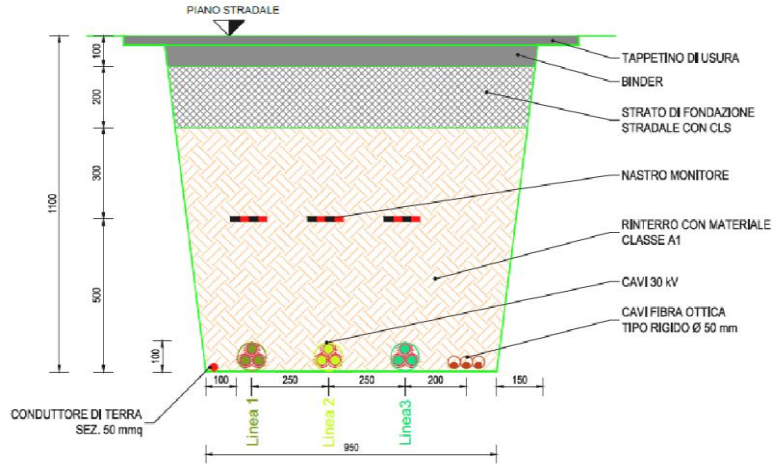 PIANO STRADALE
100
TAPPETINO DI USURA
BINDER
200
STRATO DI FONDAZIONE
STRADALE CON CLS
300
1100
NASTRO MONITORE
RINTERRO CON MATERIALE
CLASSE A1
500
CAVI 30 kV
CAVI FIBRA OTTICA
TIPO RIGIDO Ø 50 mm
100
100
250
250
200
150
CONDUTTORE DI TERRA
SEZ. 50 mmq
Linea 1
Linea 2
Linea3
950